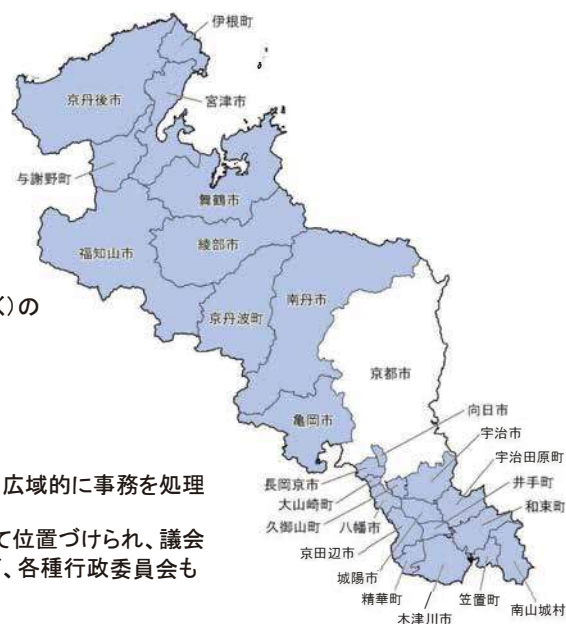 伊根町
京丹後市
宮津市
与謝野町
舞鶴市
綾部市
福知山市
)の
京丹波町
南丹市
京都市
亀岡市
向日市
宇治市
宇治田原町
長岡京市
井手町
広域的に事務を処理
大山崎町
和束町
久御山町
八幡市
て位置づけられ、議会
京田辺市
、各種行政委員会も
城陽市
精華町
笠置町
南山城村
木津川市